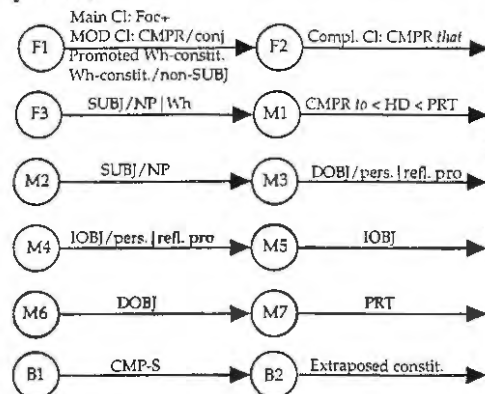 Main Cl: Foc+
MOD Cl: CMPR/conj
F1
Promoted Wh-constit.
Wh-constit./non-SUBJ
F2 Compl. Cl: CMPR that
F3 SUBJ/NP|Wh M1 CMPR to < HD < PRT
M2 SUBJ/NP M3 DOBJ/pers.|refl. pro
M4 IOBJ/pers.|refl. pro M5 IOBJ
M6 DOBJ M7 PRT
B1 CMP-S B2 Extraposed constit.